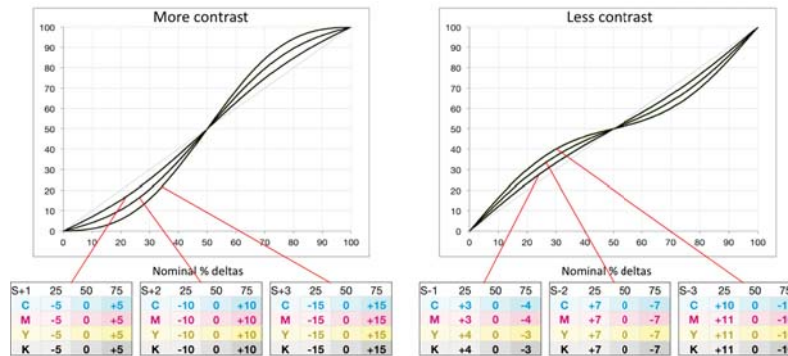 More contrast
100
90
80
70
60
50
40
30
20
10
0
0 10 20 30 40 50 60 70 80 90 100
Nominal % deltas
S+1 25 50 75
C -5 0 +5
M -5 0 +5
Y -5 0 +5
K -5 0 +5
S+2 25 50 75
C -10 0 +10
M -10 0 +10
Y -10 0 +10
K -10 0 +10
S+3 25 50 75
C -15 0 +15
M -15 0 +15
Y -15 0 +15
K -15 0 +15
Less contrast
100
90
80
70
60
50
40
30
20
10
0
0 10 20 30 40 50 60 70 80 90 100
Nominal % deltas
S-1 25 50 75
C +3 0 -4
M +3 0 -4
Y +4 0 -3
K +4 0 -3
S-2 25 50 75
C +7 0 -7
M +7 0 -7
Y +7 0 -7
K +7 0 -7
S-3 25 50 75
C +10 0 -1
M +11 0 -1
Y +11 0 -1
K +11 0 -1